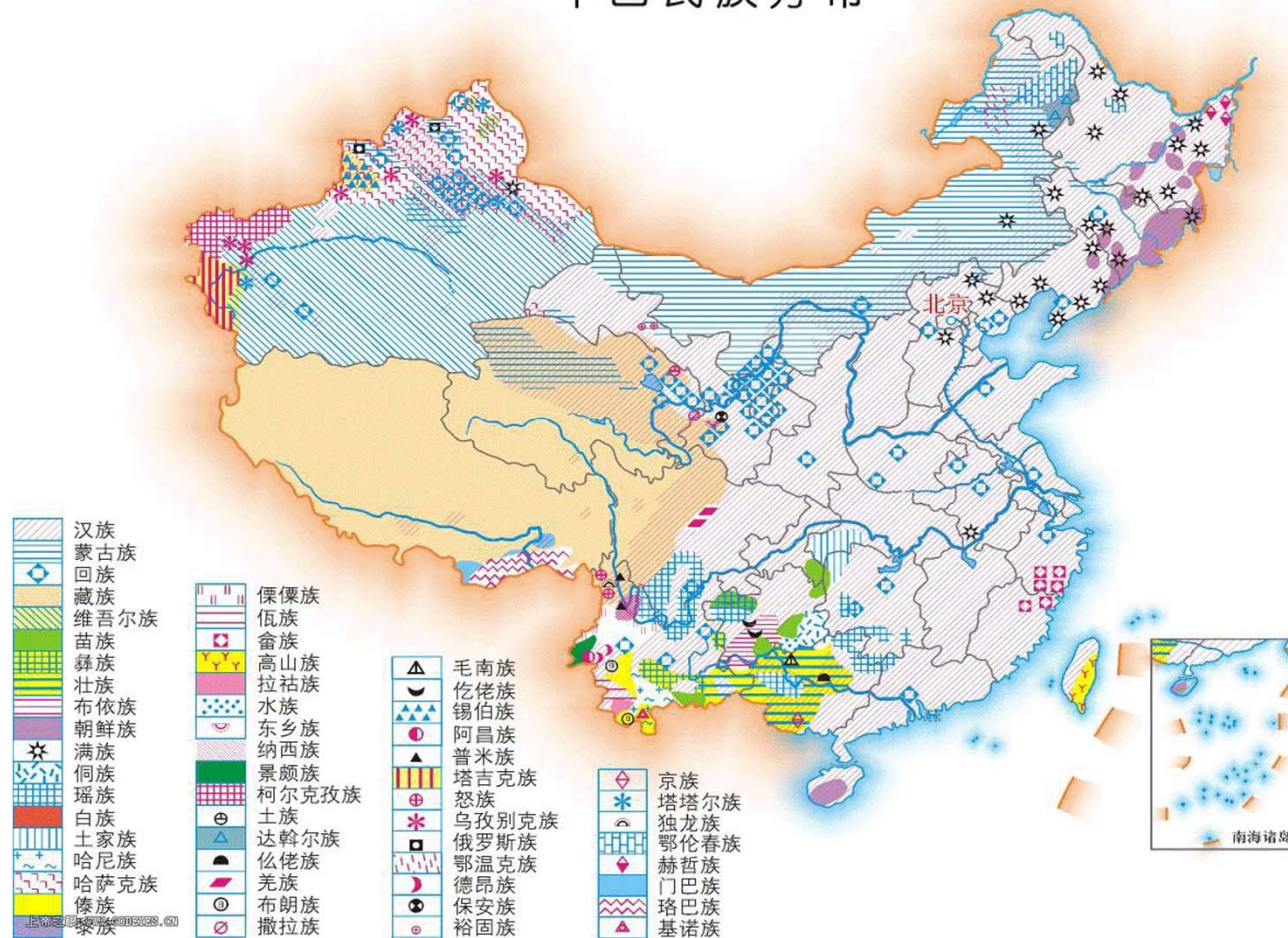 中国民族分布
北京
南海诸岛
汉族
蒙古族
回族
藏族
维吾尔族
苗族
彝族
壮族
布依族
朝鲜族
满族
侗族
瑶族
白族
土家族
哈尼族
哈萨克族
傣族
黎族
傈僳族
佤族
畲族
高山族
拉祜族
水族
东乡族
纳西族
景颇族
柯尔克孜族
土族
达斡尔族
仫佬族
羌族
布朗族
撒拉族
毛南族
仡佬族
锡伯族
阿昌族
普米族
塔吉克族
怒族
乌孜别克族
俄罗斯族
鄂温克族
德昂族
保安族
裕固族
京族
塔塔尔族
独龙族
鄂伦春族
赫哲族
门巴族
珞巴族
基诺族